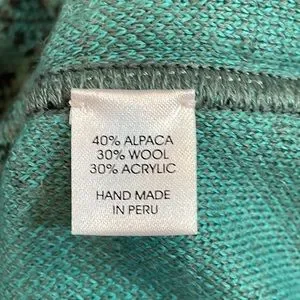 40% ALPACA
30% WOOL
30% ACRYLIC
HAND MADE
IN PERU